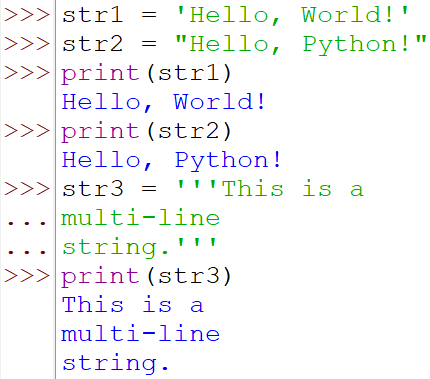 >>> str1 = 'Hello, World!'
>>> str2 = "Hello, Python!"
>>> print(str1)
Hello, World!
>>> print(str2)
Hello, Python!
>>> str3 = '''This is a
... multi-line
... string.'''
>>> print(str3)
This is a
multi-line
string.